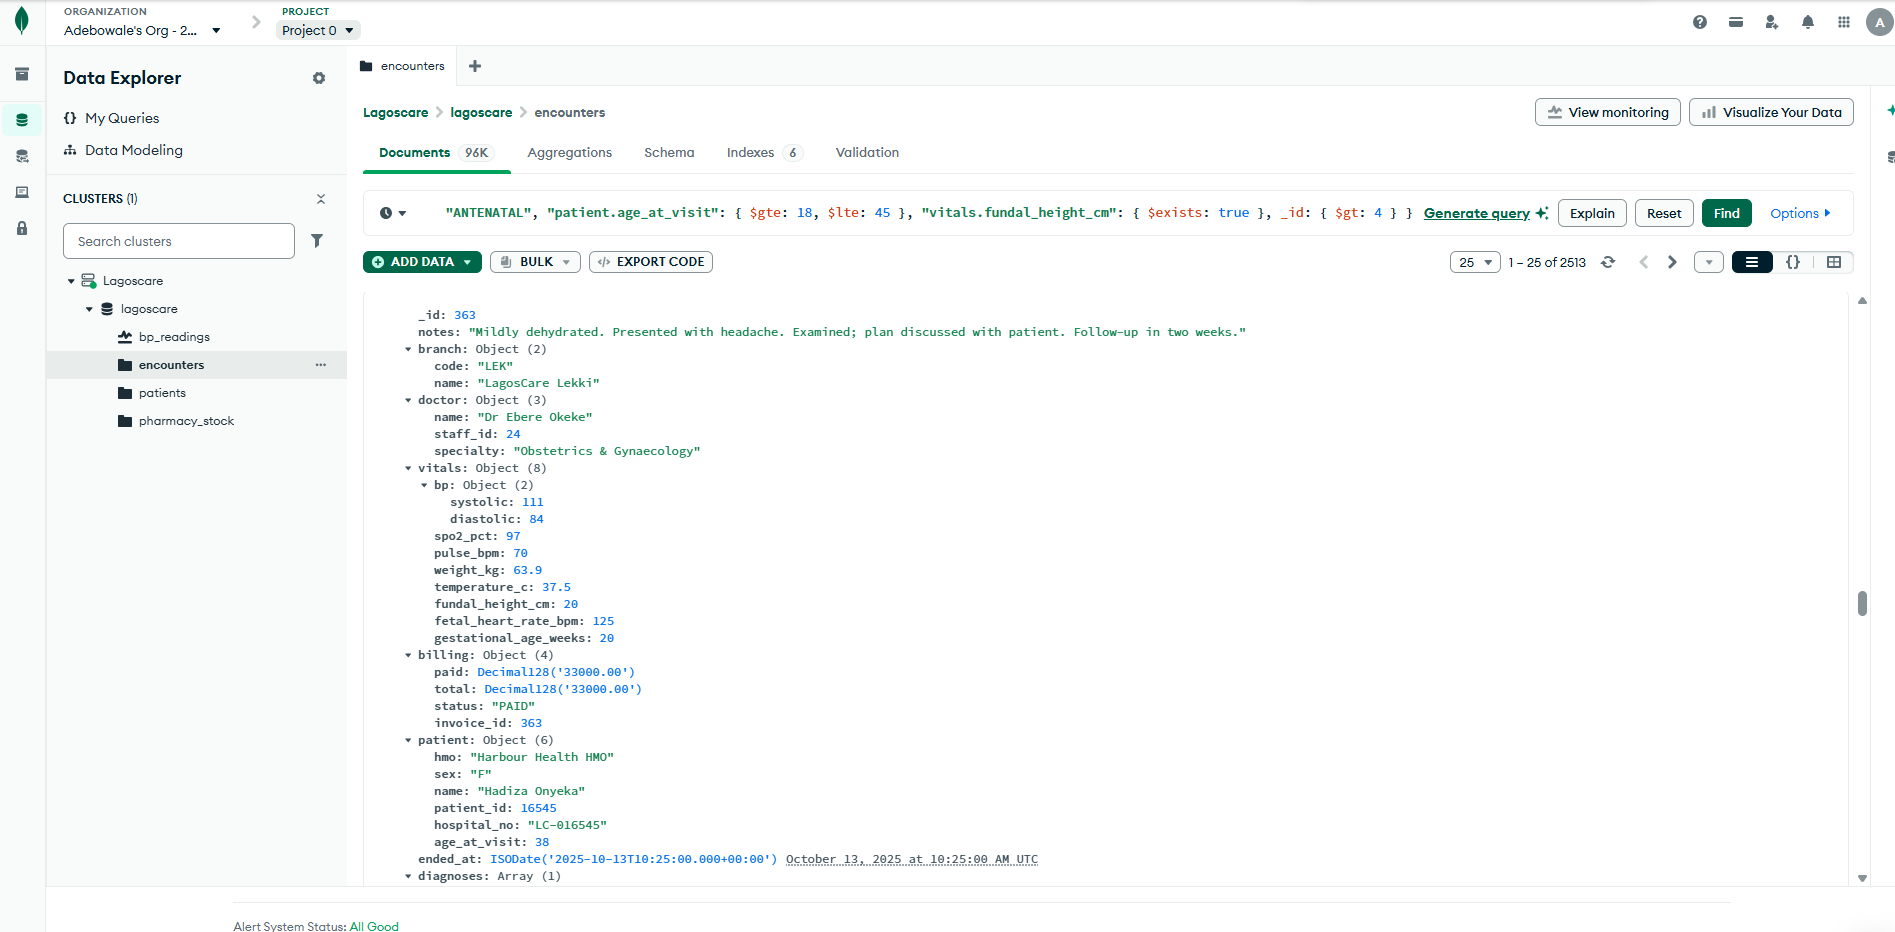 ORGANIZATION
Adebowale's Org - 2...
PROJECT
Project 0
A
Data Explorer
My Queries
Data Modeling
CLUSTERS (1)
Search clusters
Lagoscare
lagoscare
bp_readings
encounters
patients
pharmacy_stock
encounters
Lagoscare > lagoscare > encounters
View monitoring
Visualize Your Data
Documents 96K
Aggregations
Schema
Indexes 6
Validation
"ANTENATAL", "patient.age_at_visit": { $gte: 18, $lte: 45 }, "vitals.fundal_height_cm": { $exists: true }, _id: { $gt: 4 } }
Generate query
Explain
Reset
Find
Options
ADD DATA
BULK
EXPORT CODE
25
1 – 25 of 2513
_id: 363
notes: "Mildly dehydrated. Presented with headache. Examined; plan discussed with patient. Follow-up in two weeks."
branch: Object (2)
code: "LEK"
name: "LagosCare Lekki"
doctor: Object (3)
name: "Dr Ebere Okeke"
staff_id: 24
specialty: "Obstetrics & Gynaecology"
vitals: Object (8)
bp: Object (2)
systolic: 111
diastolic: 84
spo2_pct: 97
pulse_bpm: 70
weight_kg: 63.9
temperature_c: 37.5
fundal_height_cm: 20
fetal_heart_rate_bpm: 125
gestational_age_weeks: 20
billing: Object (4)
paid: Decimal128('33000.00')
total: Decimal128('33000.00')
status: "PAID"
invoice_id: 363
patient: Object (6)
hmo: "Harbour Health HMO"
sex: "F"
name: "Hadiza Onyeka"
patient_id: 16545
hospital_no: "LC-016545"
age_at_visit: 38
ended_at: ISODate('2025-10-13T10:25:00.000+00:00') October 13, 2025 at 10:25:00 AM UTC
diagnoses: Array (1)
Alert System Status: All Good